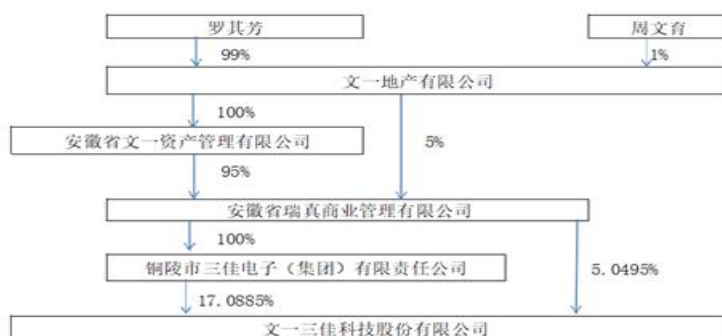 罗其芳
周文育
99%
1%
文一地产有限公司
100%
5%
安徽省文一资产管理有限公司
95%
安徽省瑞真商业管理有限公司
100%
5.0495%
铜陵市三佳电子（集团）有限责任公司
17.0885%
文一三佳科技股份有限公司